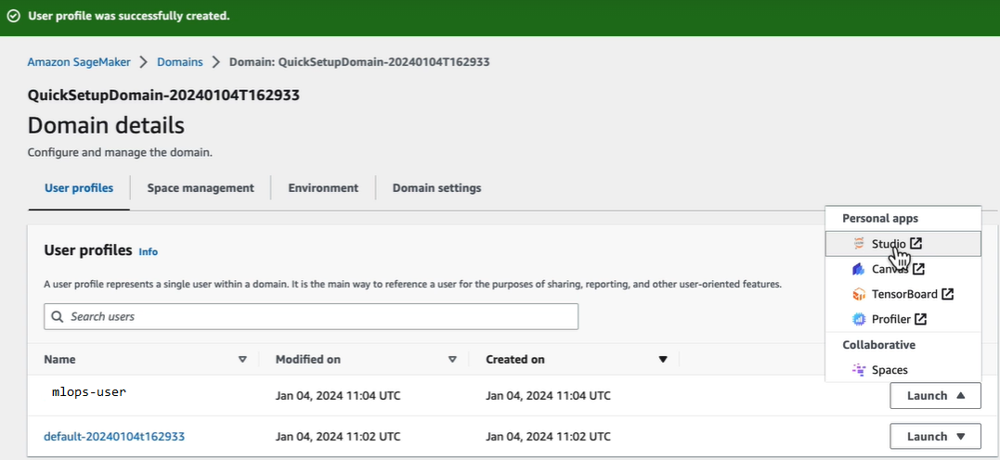 User profile was successfully created.
Amazon SageMaker > Domains > Domain: QuickSetupDomain-20240104T162933
QuickSetupDomain-20240104T162933
Domain details
Configure and manage the domain.
User profiles Space management Environment Domain settings
Personal apps
Studio
Canvas
TensorBoard
Profiler
Collaborative
Spaces
User profiles Info
A user profile represents a single user within a domain. It is the main way to reference a user for the purposes of sharing, reporting, and other user-oriented features.
Search users
Name Modified on Created on
mlops-user Jan 04, 2024 11:04 UTC Jan 04, 2024 11:04 UTC Launch
default-20240104t162933 Jan 04, 2024 11:02 UTC Jan 04, 2024 11:02 UTC Launch